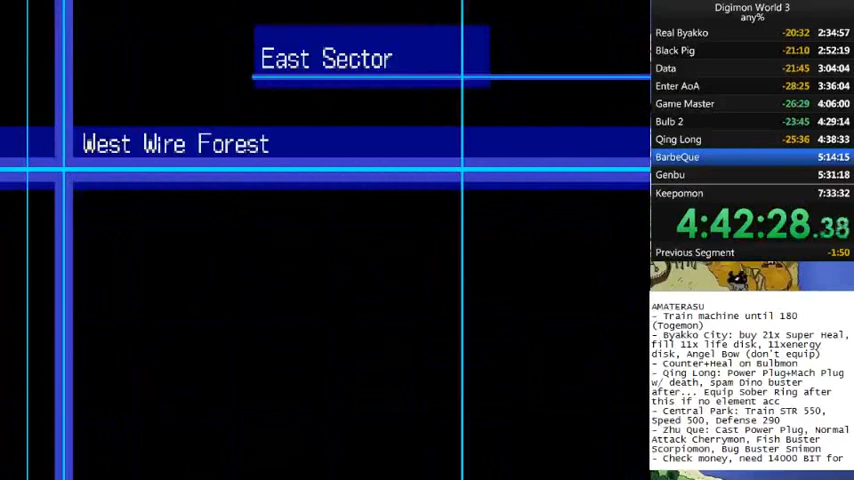 East Sector
West Wire Forest
Digimon World 3
any%
Real Byakko -20:32 2:34:57
Black Pig -21:10 2:52:19
Data -21:45 3:04:04
Enter AoA -28:25 3:36:04
Game Master -26:29 4:06:00
Bulb 2 -23:45 4:29:14
Qing Long -25:36 4:38:33
BarbeQue 5:14:15
Genbu 5:31:18
Keepomon 7:33:32
4:42:28.38
Previous Segment -1:50
AMATERASU
- Train machine until 180
(Togemon)
- Byakko City: buy 21x Super Heal,
fill 11x life disk, 11xenergy
disk, Angel Bow (don't equip)
- Counter+Heal on Bulbmon
- Qing Long: Power Plug+Mach Plug
w/ death, spam Dino buster
after... Equip Sober Ring after
this if no element acc
- Central Park: Train STR 550,
Speed 500, Defense 290
- Zhu Que: Cast Power Plug, Normal
Attack Cherrymon, Fish Buster
Scorpiomon, Bug Buster Snimon
- Check money, need 14000 BIT for